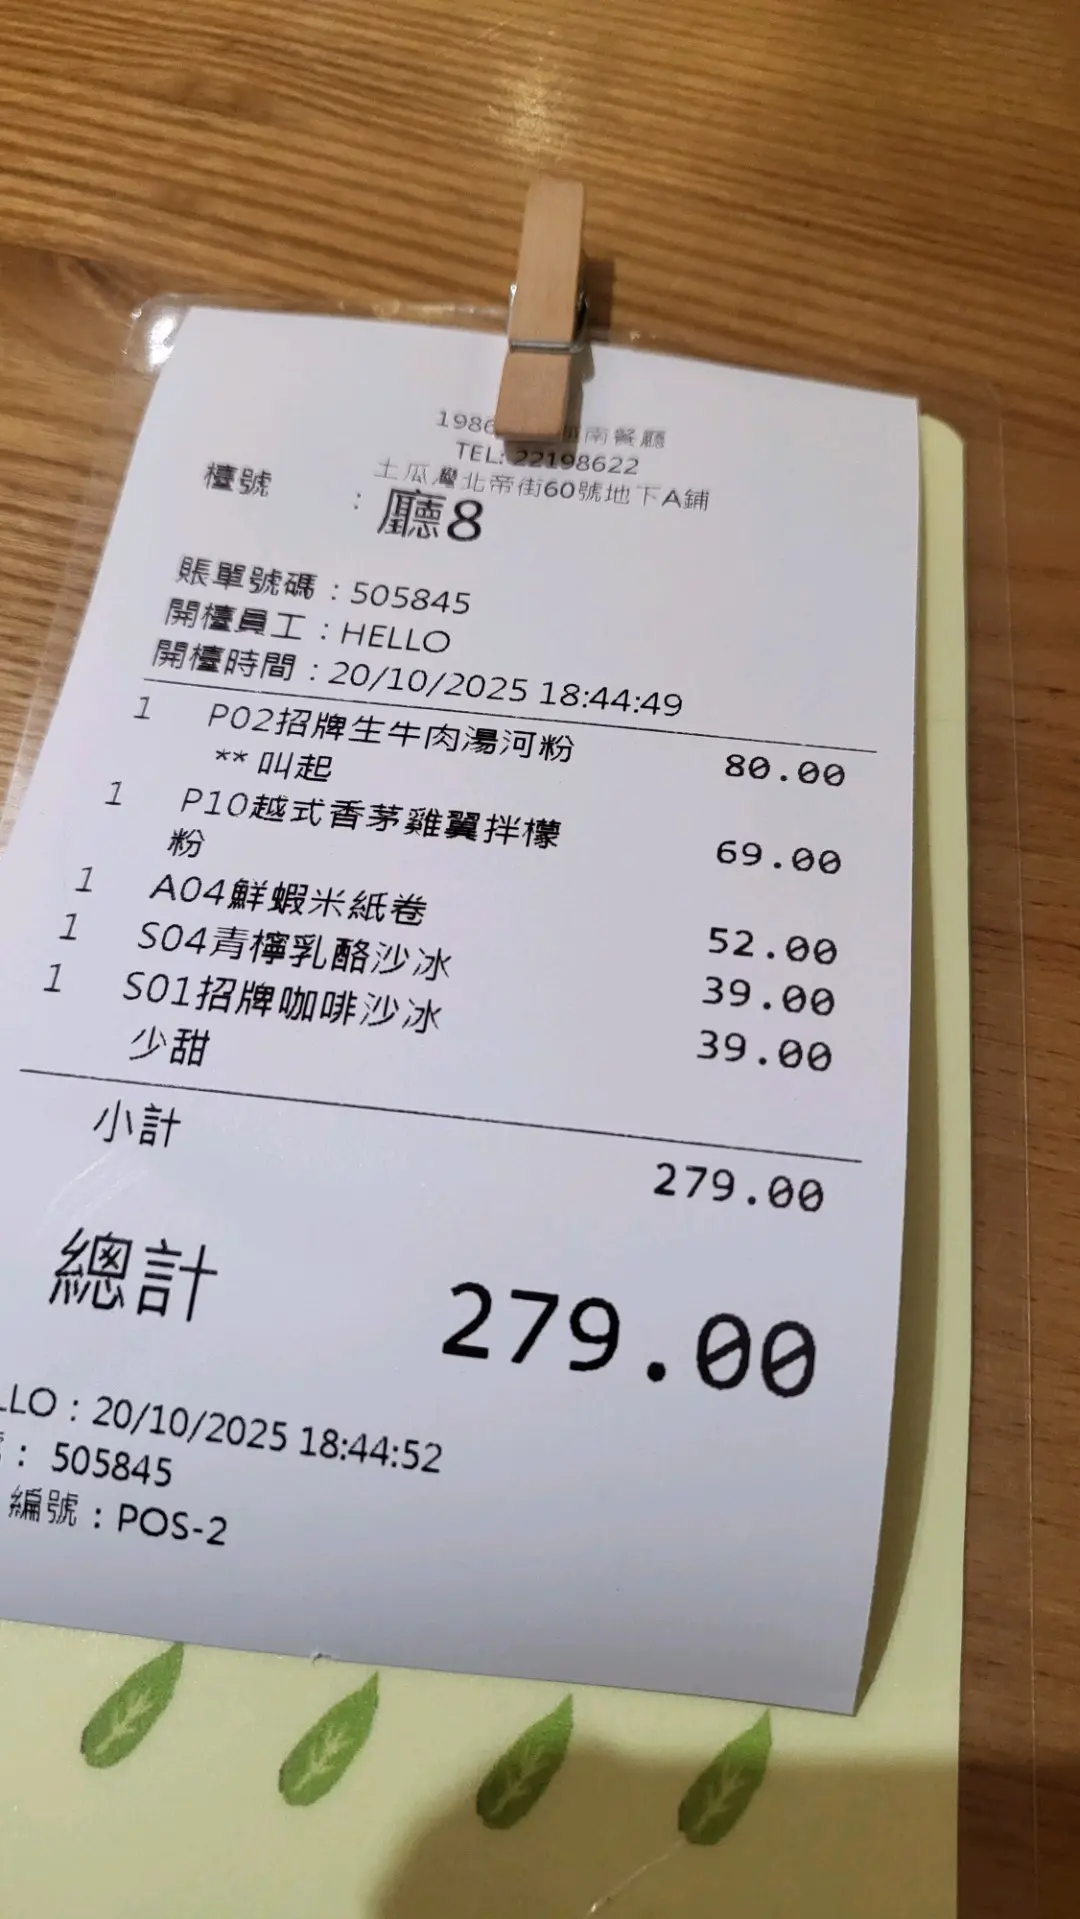 1986 南餐廳
TEL: 22198622
土瓜灣北帝街60號地下A鋪
檯號 : 廳8
賬單號碼 : 505845
開檯員工 : HELLO
開檯時間 : 20/10/2025 18:44:49
1 P02招牌生牛肉湯河粉 80.00
** 叫起
1 P10越式香茅雞翼拌檬 69.00
粉
1 A04鮮蝦米紙卷 52.00
1 S04青檸乳酪沙冰 39.00
1 S01招牌咖啡沙冰 39.00
少甜
小計 279.00
總計 279.00
LLO : 20/10/2025 18:44:52
: 505845
編號 : POS-2